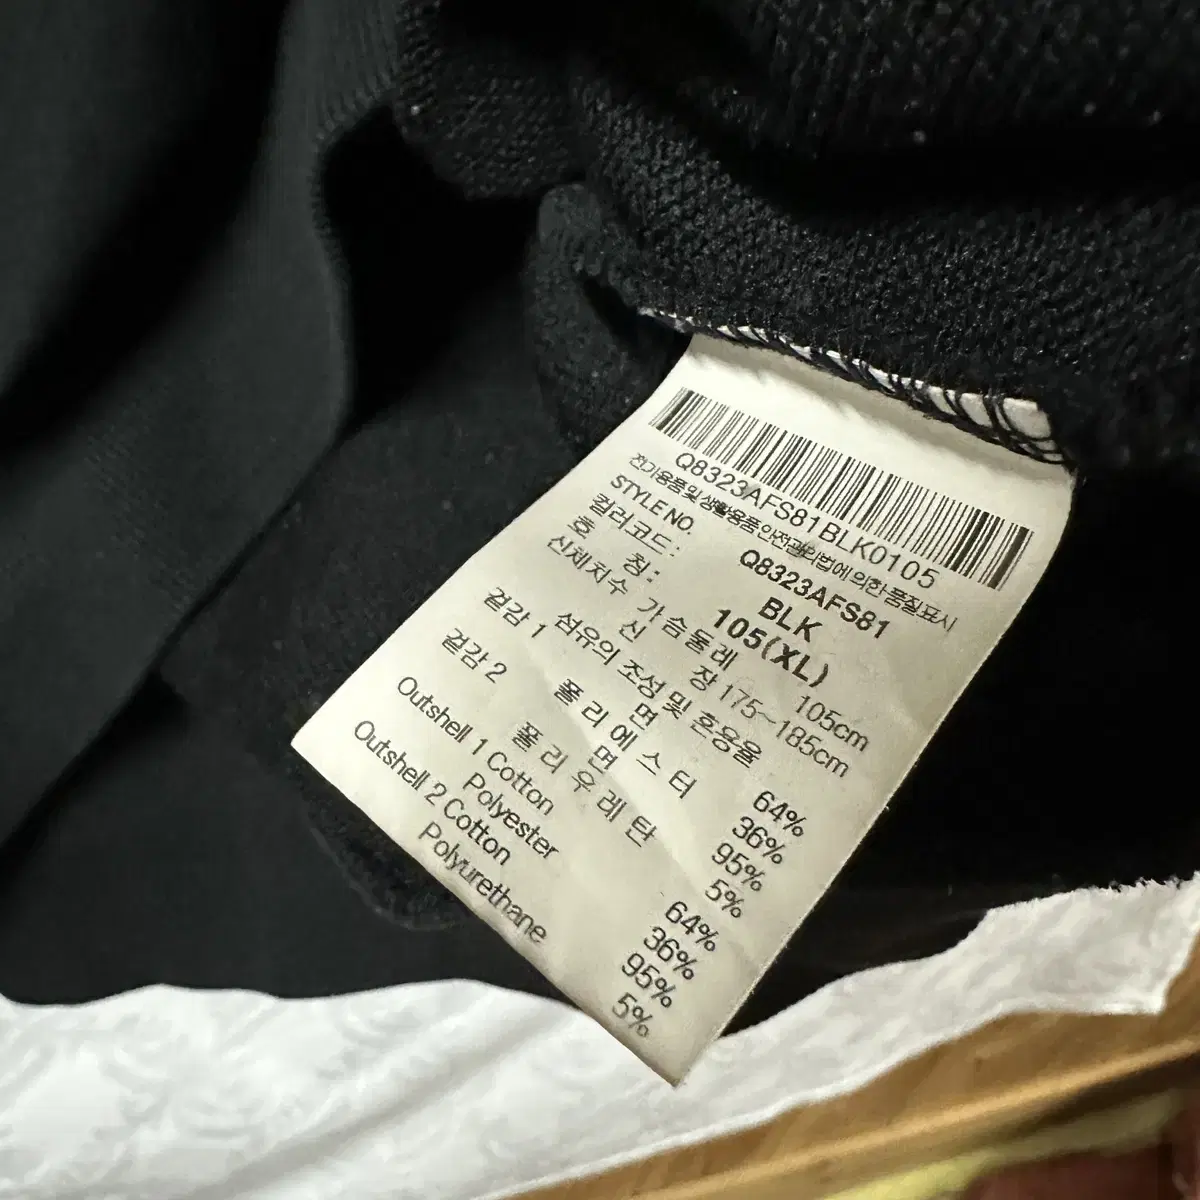 Q8323AFS81BLK0105
전기용품 및 생활용품 안전관리법에 의한 품질표시
STYLE NO. Q8323AFS81
컬러코드: BLK
호 칭: 105(XL)
신체치수 가슴둘레 105cm
신 장 175~185cm
섬유의 조성 및 혼용율
겉감 1 면 64%
폴리에스터 36%
겉감 2 면 95%
폴리우레탄 5%
Outshell 1 Cotton 64%
Polyester 36%
Outshell 2 Cotton 95%
Polyurethane 5%